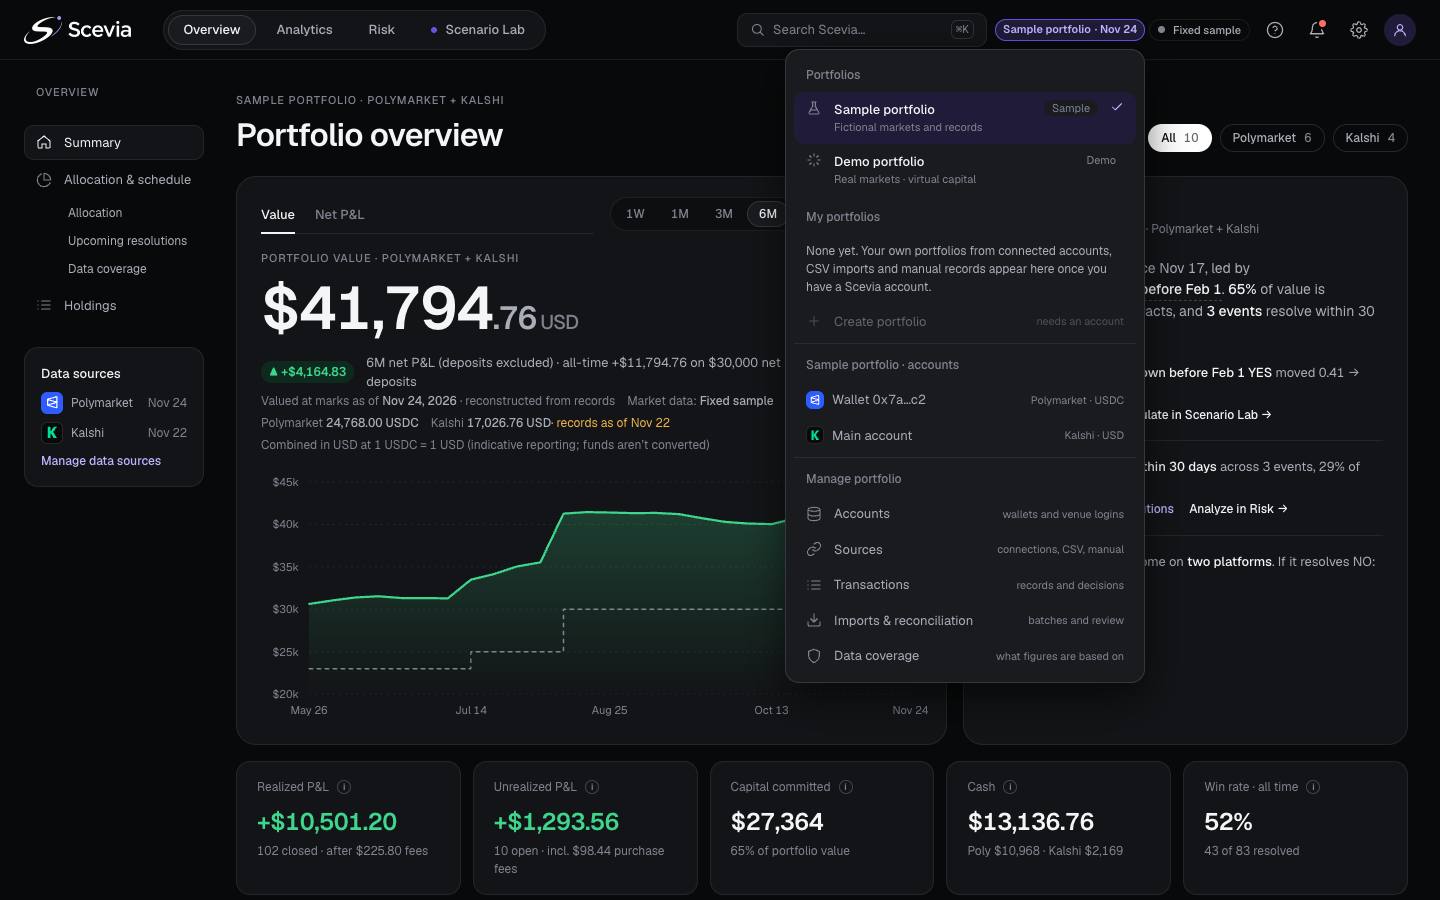 Scevia
Overview
Analytics
Risk
Scenario Lab
Search Scevia...
⌘K
Sample portfolio · Nov 24
Fixed sample
OVERVIEW
Summary
Allocation & schedule
Allocation
Upcoming resolutions
Data coverage
Holdings
Data sources
Polymarket Nov 24
Kalshi Nov 22
Manage data sources
SAMPLE PORTFOLIO · POLYMARKET + KALSHI
Portfolio overview
All 10
Polymarket 6
Kalshi 4
Value
Net P&L
1W
1M
3M
6M
PORTFOLIO VALUE · POLYMARKET + KALSHI
$41,794.76 USD
▲ +$4,164.83
6M net P&L (deposits excluded) · all-time +$11,794.76 on $30,000 net
deposits
Valued at marks as of Nov 24, 2026 · reconstructed from records Market data: Fixed sample
Polymarket 24,768.00 USDC Kalshi 17,026.76 USD· records as of Nov 22
Combined in USD at 1 USDC = 1 USD (indicative reporting; funds aren't converted)
$45k
$40k
$35k
$30k
$25k
$20k
May 26
Jul 14
Aug 25
Oct 13
Nov 24
Portfolios
Sample portfolio
Sample
Fictional markets and records
Demo portfolio
Demo
Real markets · virtual capital
My portfolios
None yet. Your own portfolios from connected accounts,
CSV imports and manual records appear here once you
have a Scevia account.
Create portfolio
needs an account
Sample portfolio · accounts
Wallet 0x7a...c2
Polymarket · USDC
Main account
Kalshi · USD
Manage portfolio
Accounts
wallets and venue logins
Sources
connections, CSV, manual
Transactions
records and decisions
Imports & reconciliation
batches and review
Data coverage
what figures are based on
· Polymarket + Kalshi
ce Nov 17, led by
before Feb 1. 65% of value is
acts, and 3 events resolve within 30
own before Feb 1 YES moved 0.41 →
ulate in Scenario Lab →
thin 30 days across 3 events, 29% of
tions
Analyze in Risk →
me on two platforms. If it resolves NO:
Realized P&L
+$10,501.20
102 closed · after $225.80 fees
Unrealized P&L
+$1,293.56
10 open · incl. $98.44 purchase
fees
Capital committed
$27,364
65% of portfolio value
Cash
$13,136.76
Poly $10,968 · Kalshi $2,169
Win rate · all time
52%
43 of 83 resolved